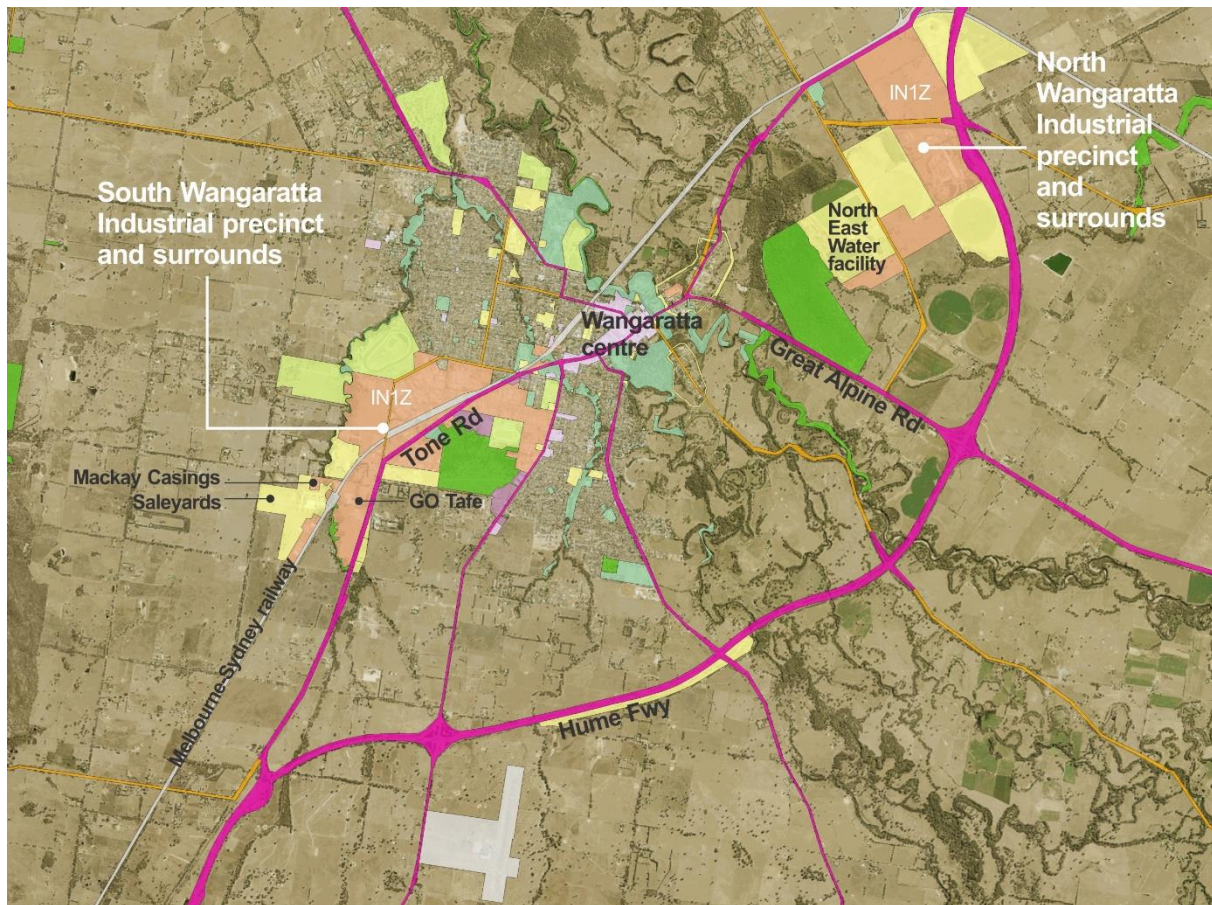 North
Wangaratta
Industrial
precinct
and
surrounds
IN1Z
South Wangaratta
Industrial precinct
and surrounds
North
East
Water
facility
Wangaratta
centre
Great Alpine Rd
IN1Z
Tone Rd
Mackay Casings
Saleyards
GO Tafe
Melbourne-Sydney railway
Hume Fwy